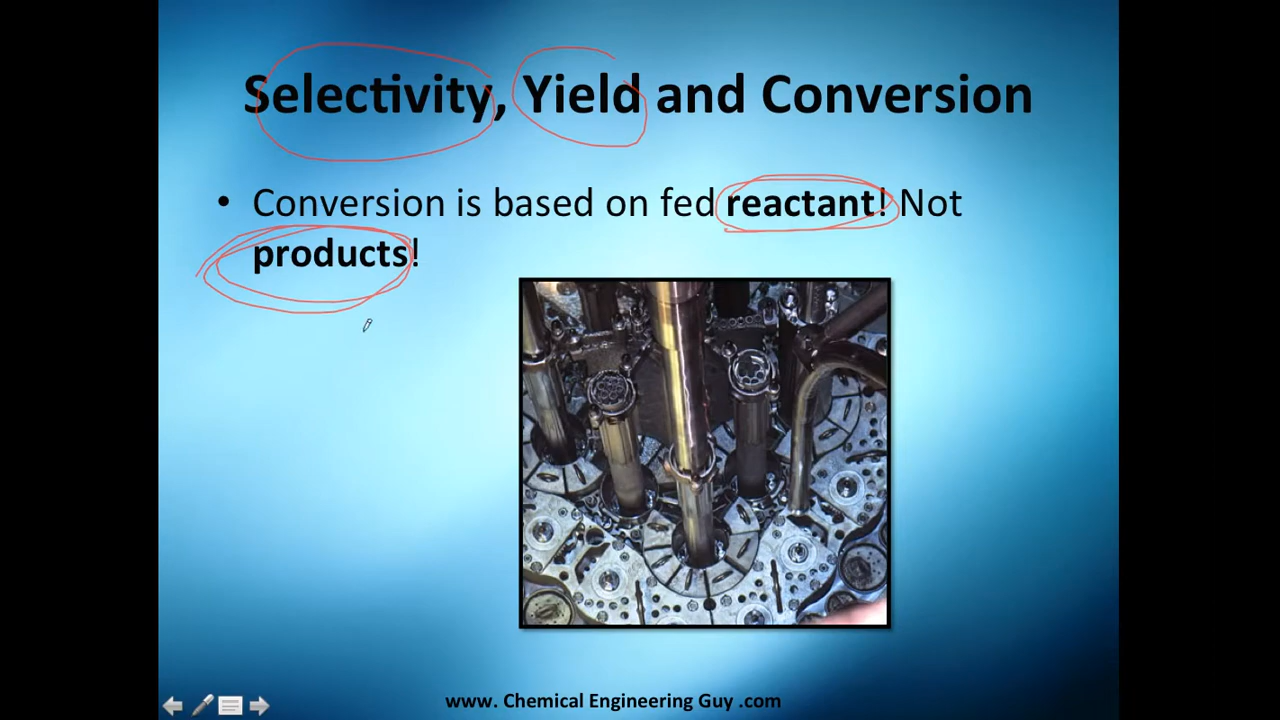 Selectivity, Yield and Conversion
• Conversion is based on fed reactant! Not
products!
www. Chemical Engineering Guy .com